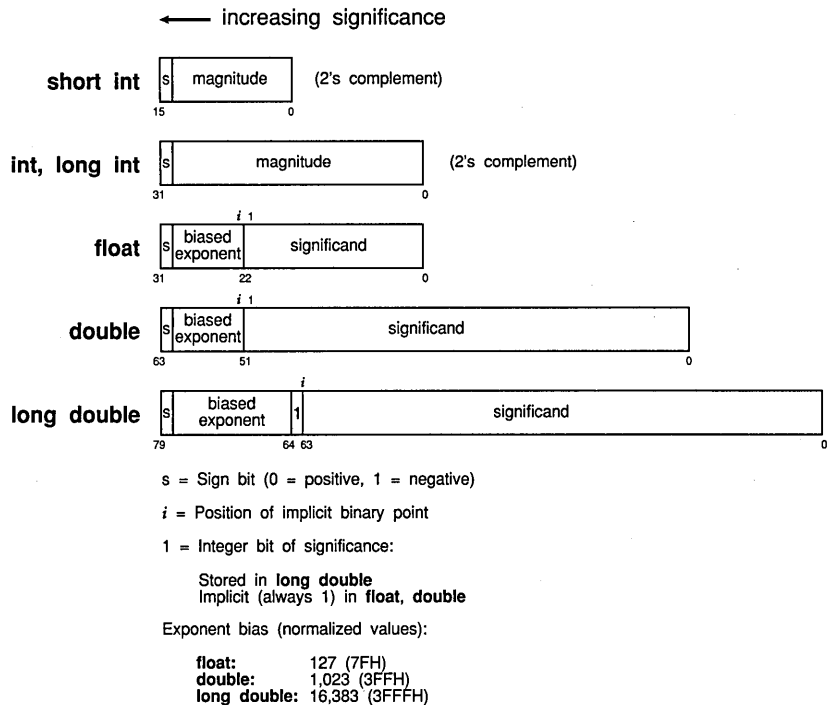 increasing significance
short int s magnitude (2's complement)
15 0
int, long int s magnitude (2's complement)
31 0
i 1
float s biased exponent significand
31 22 0
i 1
double s biased exponent significand
63 51 0
i
long double s biased exponent 1 significand
79 64 63 0
s = Sign bit (0 = positive, 1 = negative)
i = Position of implicit binary point
1 = Integer bit of significance:
Stored in long double
Implicit (always 1) in float, double
Exponent bias (normalized values):
float: 127 (7FH)
double: 1,023 (3FFH)
long double: 16,383 (3FFFH)